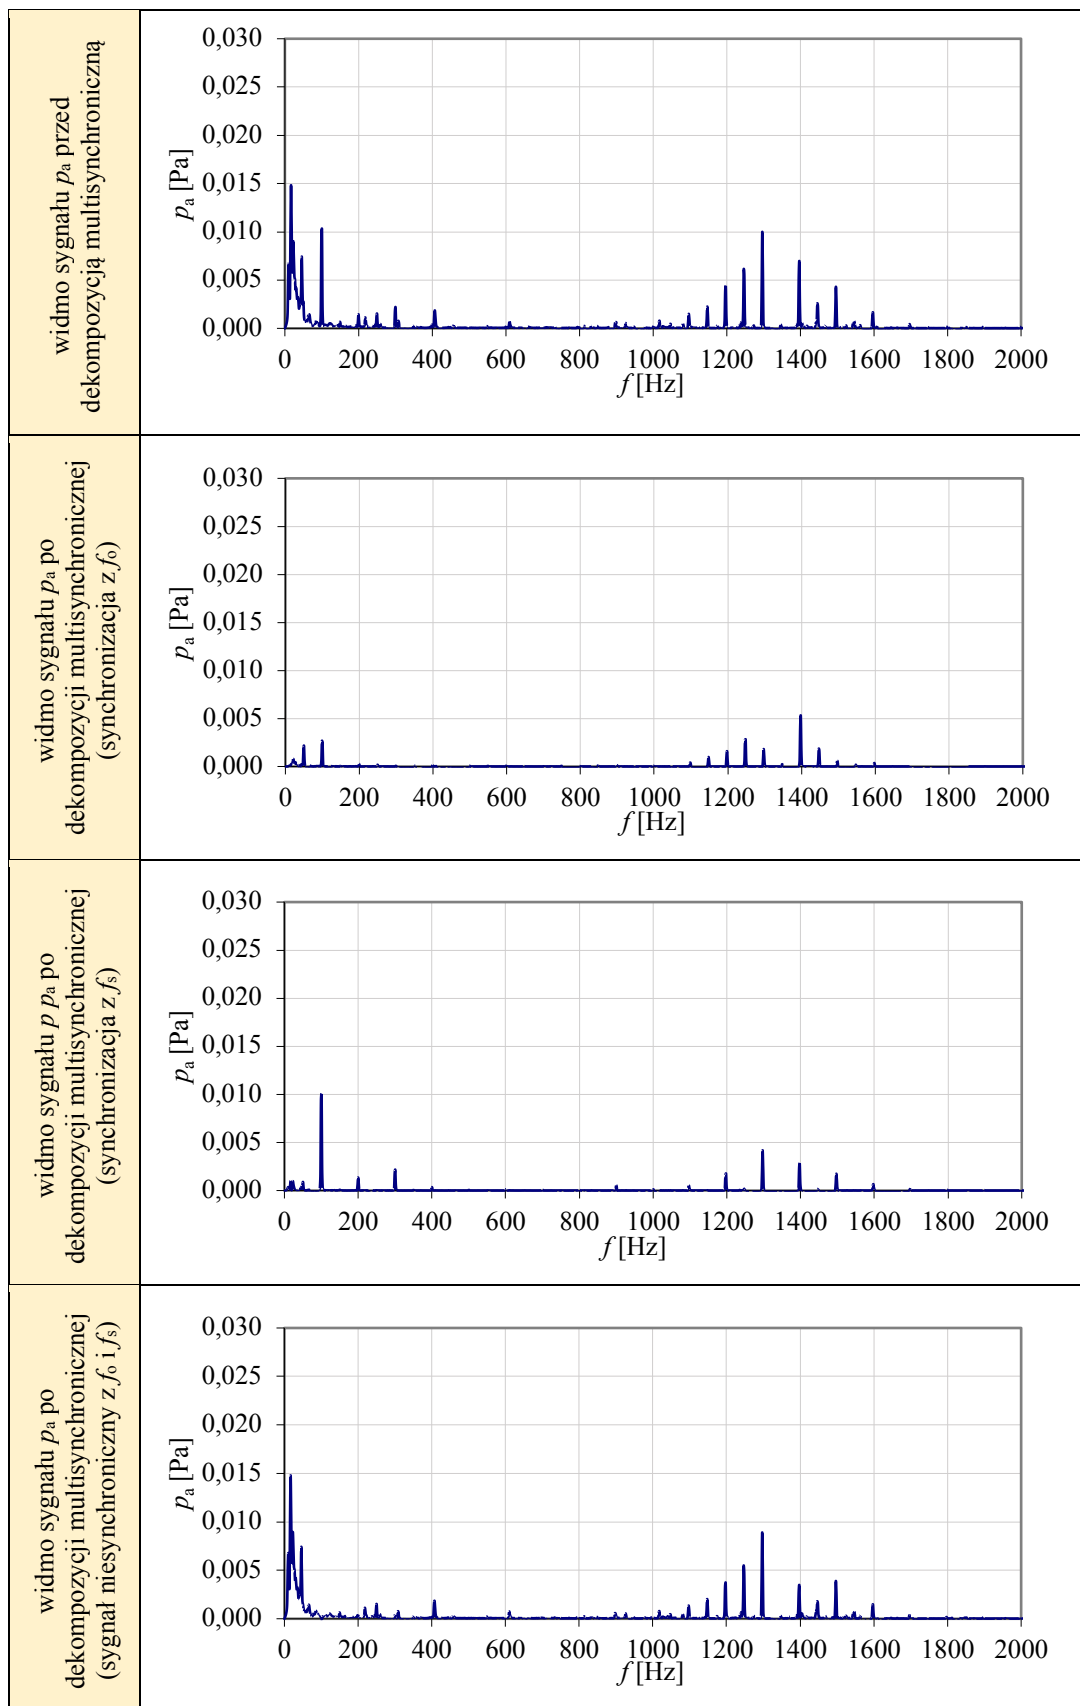 widmo sygnału pa przed
dekompozycją multisynchroniczną
0,030
0,025
0,020
0,015
0,010
0,005
0,000
pa [Pa]
0 200 400 600 800 1000 1200 1400 1600 1800 2000
f [Hz]
widmo sygnału pa po
dekompozycji multisynchronicznej
(synchronizacja z fo)
0,030
0,025
0,020
0,015
0,010
0,005
0,000
pa [Pa]
0 200 400 600 800 1000 1200 1400 1600 1800 2000
f [Hz]
widmo sygnału p pa po
dekompozycji multisynchronicznej
(synchronizacja z fs)
0,030
0,025
0,020
0,015
0,010
0,005
0,000
pa [Pa]
0 200 400 600 800 1000 1200 1400 1600 1800 2000
f [Hz]
widmo sygnału pa po
dekompozycji multisynchronicznej
(sygnał niesynchroniczny z fo i fs)
0,030
0,025
0,020
0,015
0,010
0,005
0,000
pa [Pa]
0 200 400 600 800 1000 1200 1400 1600 1800 2000
f [Hz]